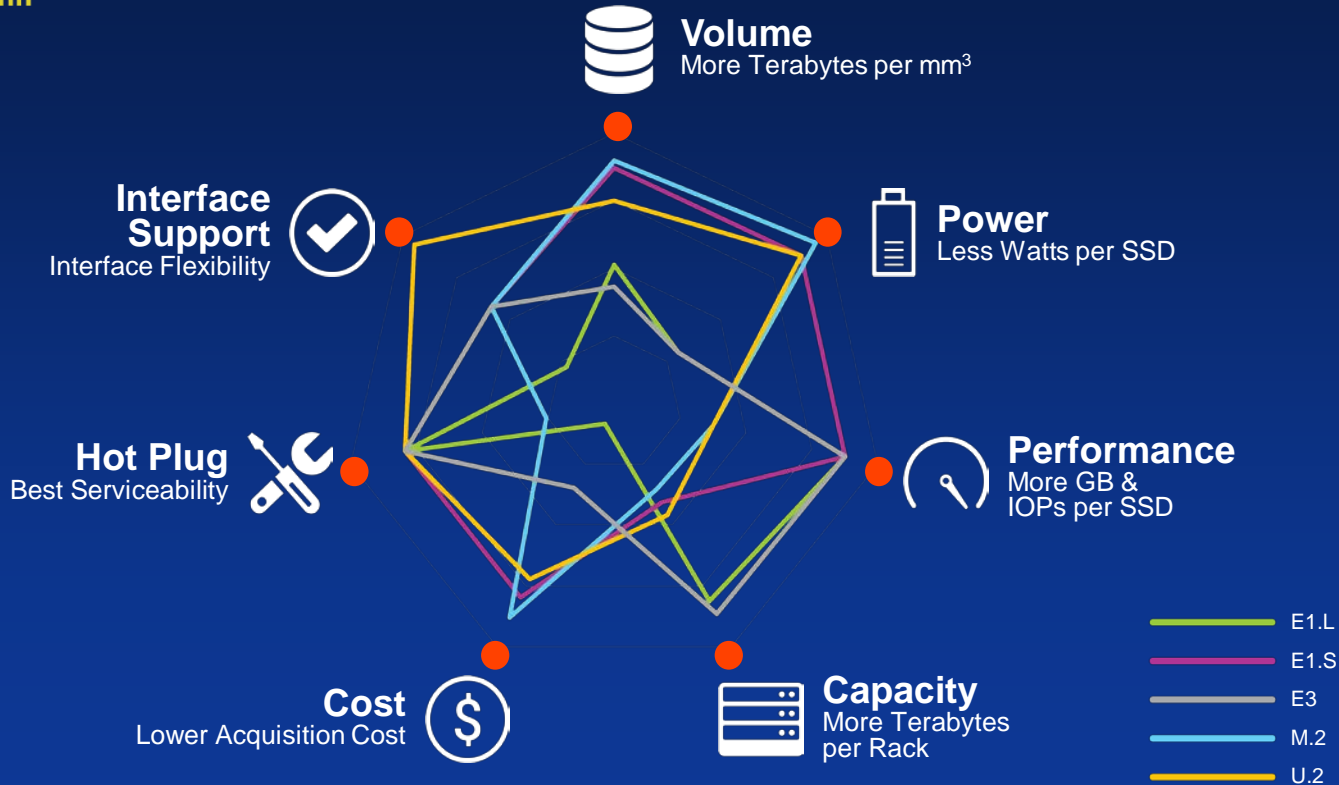 Volume
More Terabytes per mm³
Interface
Support
Interface Flexibility
Power
Less Watts per SSD
Hot Plug
Best Serviceability
Performance
More GB &
IOPs per SSD
Cost
Lower Acquisition Cost
$
Capacity
More Terabytes
per Rack
E1.L
E1.S
E3
M.2
U.2